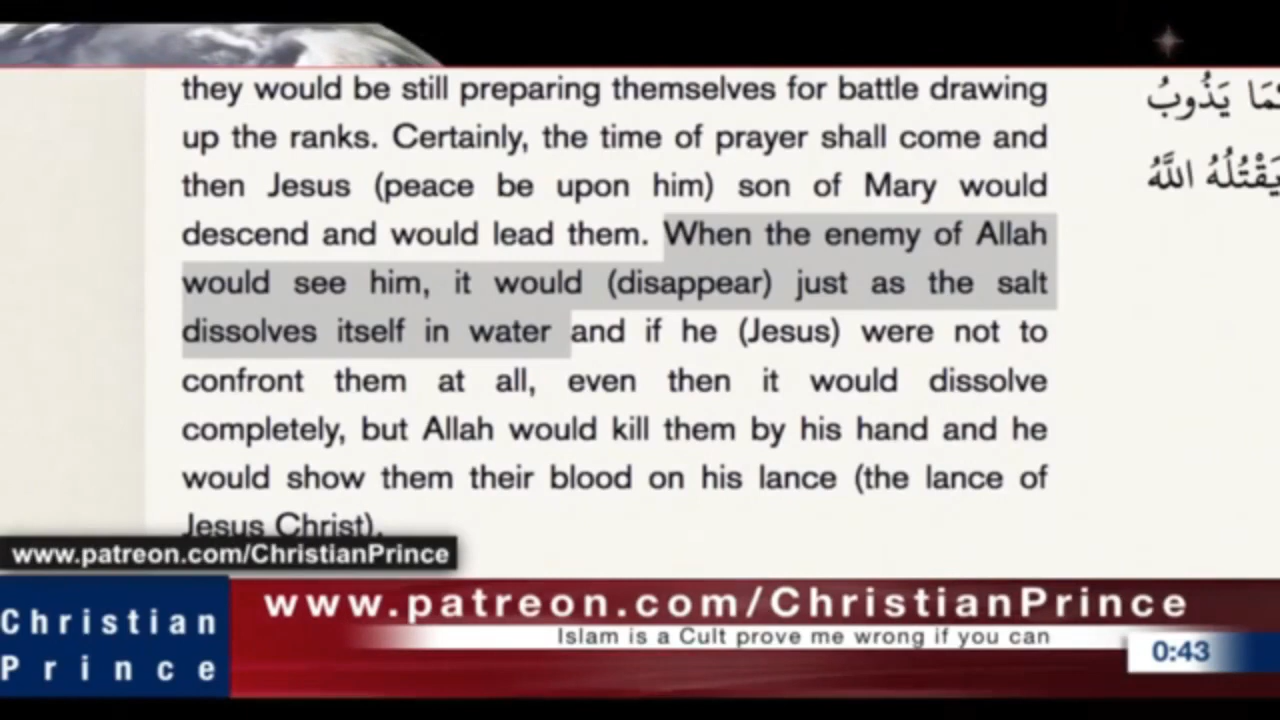 they would be still preparing themselves for battle drawing
up the ranks. Certainly, the time of prayer shall come and
then Jesus (peace be upon him) son of Mary would
descend and would lead them. When the enemy of Allah
would see him, it would (disappear) just as the salt
dissolves itself in water and if he (Jesus) were not to
confront them at all, even then it would dissolve
completely, but Allah would kill them by his hand and he
would show them their blood on his lance (the lance of
Jesus Christ).
كَمَا يَذُوبُ
يَقْتُلُهُ اللَّهُ
www.patreon.com/ChristianPrince
www.patreon.com/ChristianPrince
Islam is a Cult prove me wrong if you can
Christian
Prince
0:43